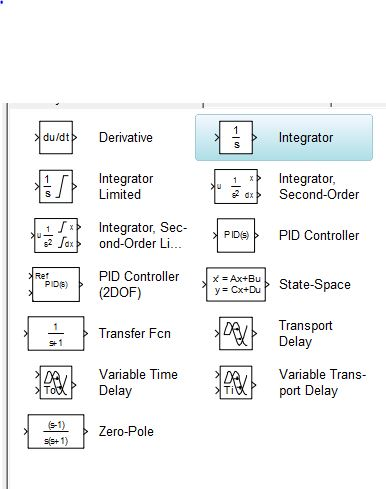 du/dt
Derivative
1
s
Integrator
1
s
Integrator
Limited
u
1
s²
x
dx
Integrator,
Second-Order
u
1
s²
x
dx
Integrator, Sec-
ond-Order Li...
PID(s)
PID Controller
Ref
PID(s)
PID Controller
(2DOF)
x' = Ax+Bu
y = Cx+Du
State-Space
1
s+1
Transfer Fcn
Transport
Delay
To
Variable Time
Delay
Ti
Variable Trans-
port Delay
(s-1)
s(s+1)
Zero-Pole